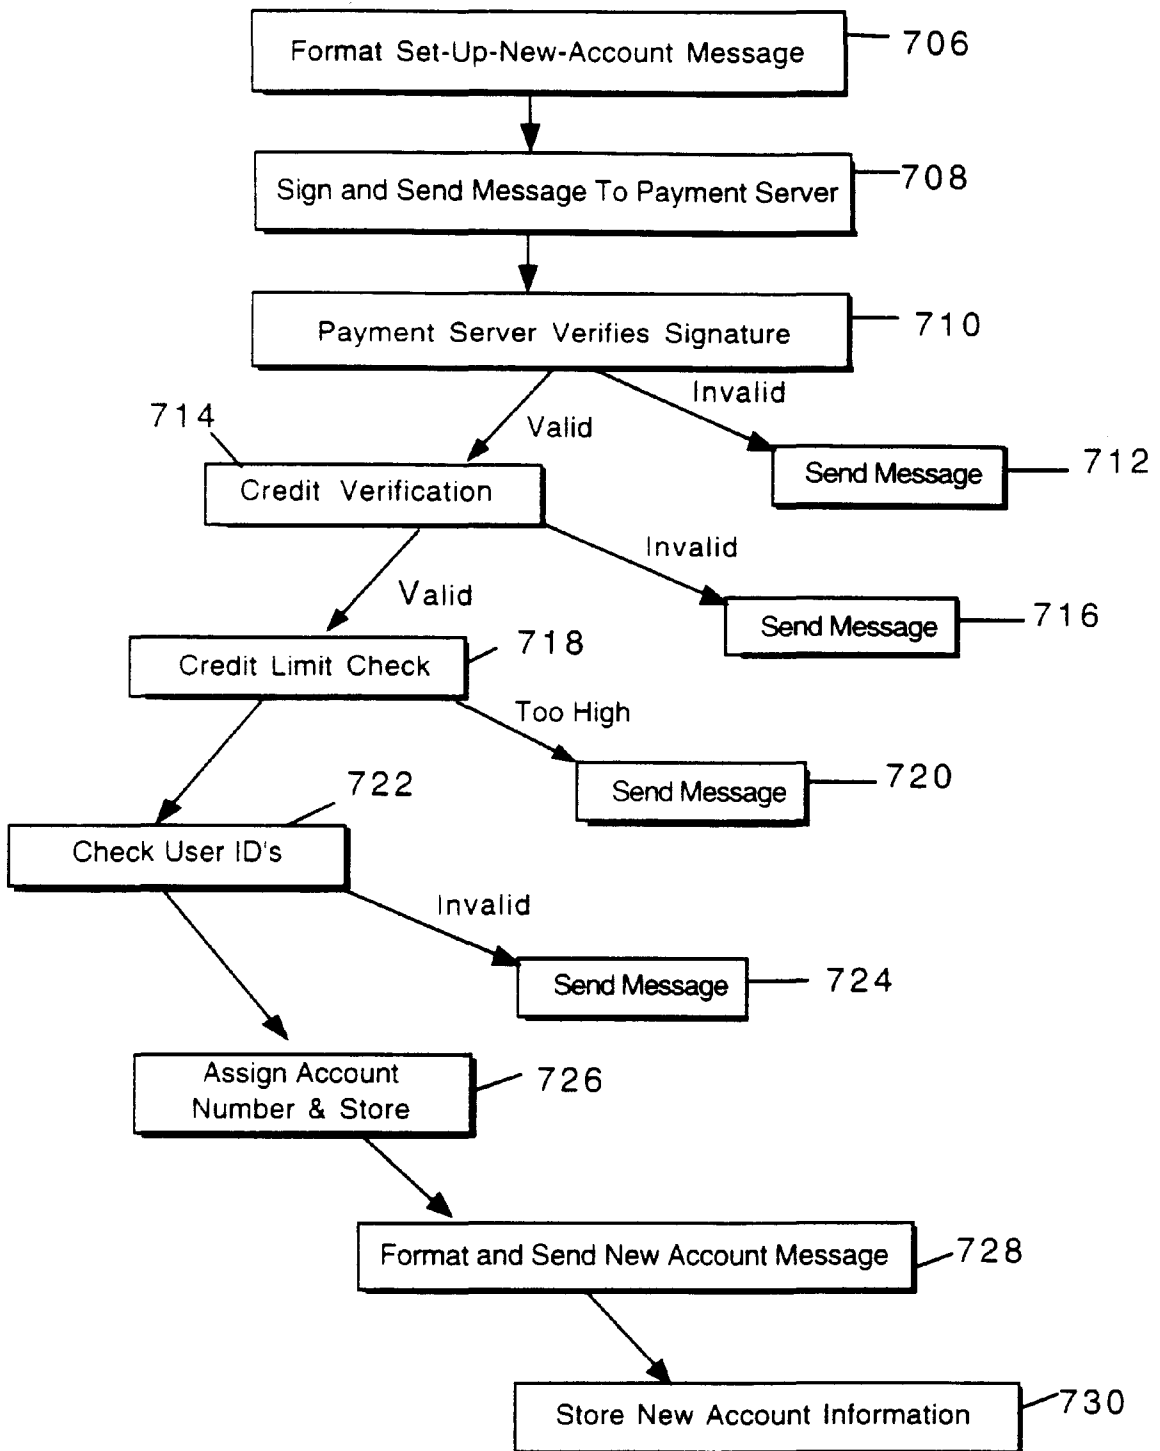 Format Set-Up-New-Account Message
706
Sign and Send Message To Payment Server
708
Payment Server Verifies Signature
710
Invalid
714
Valid
Send Message
712
Credit Verification
Invalid
Valid
Send Message
716
718
Credit Limit Check
Too High
722
Send Message
720
Check User ID's
Invalid
Send Message
724
Assign Account
Number & Store
726
Format and Send New Account Message
728
Store New Account Information
730